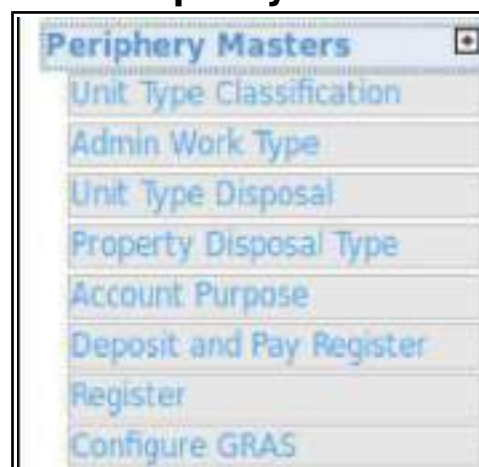 Periphery Masters
Unit Type Classification
Admin Work Type
Unit Type Disposal
Property Disposal Type
Account Purpose
Deposit and Pay Register
Register
Configure GRAS